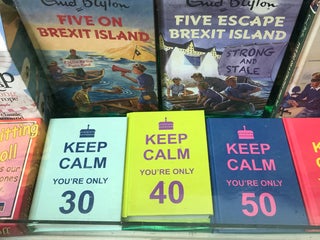 Enid Blyton
FIVE ON
BREXIT ISLAND
Enid Blyton
FIVE ESCAPE
BREXIT ISLAND
STRONG
AND
STALE
KEEP
CALM
YOU'RE ONLY
30
KEEP
CALM
YOU'RE ONLY
40
KEEP
CALM
YOU'RE ONLY
50